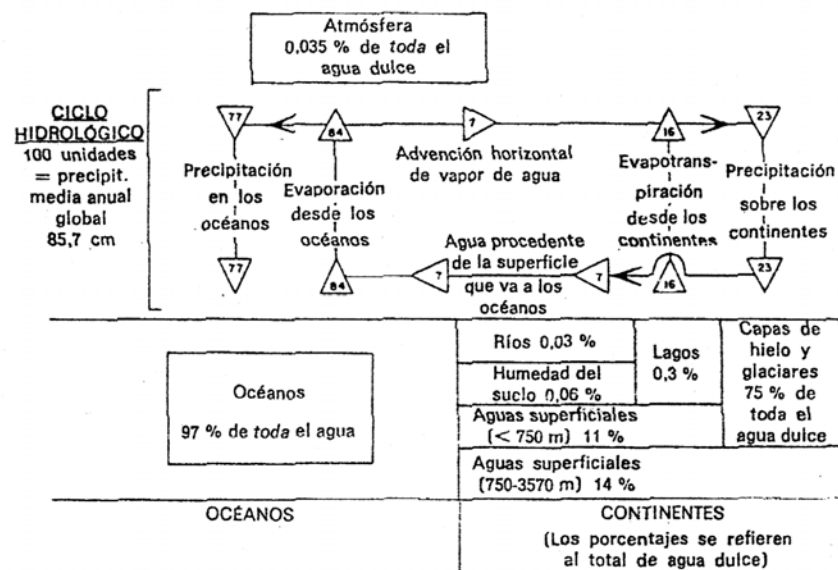 Atmósfera
0,035 % de toda el
agua dulce
CICLO
HIDROLÓGICO
100 unidades
= precipit.
media anual
global
85,7 cm
77
84
7
16
23
Precipitación
en los
océanos
Evaporación
desde los
océanos
Advención horizontal
de vapor de agua
Evapotrans-
piración
desde los
continentes
Precipitación
sobre los
continentes
Agua procedente
de la superficie
que va a los
océanos
77
84
7
7
16
23
Océanos
97 % de toda el agua
Ríos 0,03 %
Humedad del
suclo 0,06 %
Lagos
0,3 %
Capas de
hielo y
glaciares
75 % de
toda el
agua dulce
Aguas superficiales
(< 750 m) 11 %
Aguas superficiales
(750-3570 m) 14 %
OCÉANOS
CONTINENTES
(Los porcentajes se refieren
al total de agua dulce)